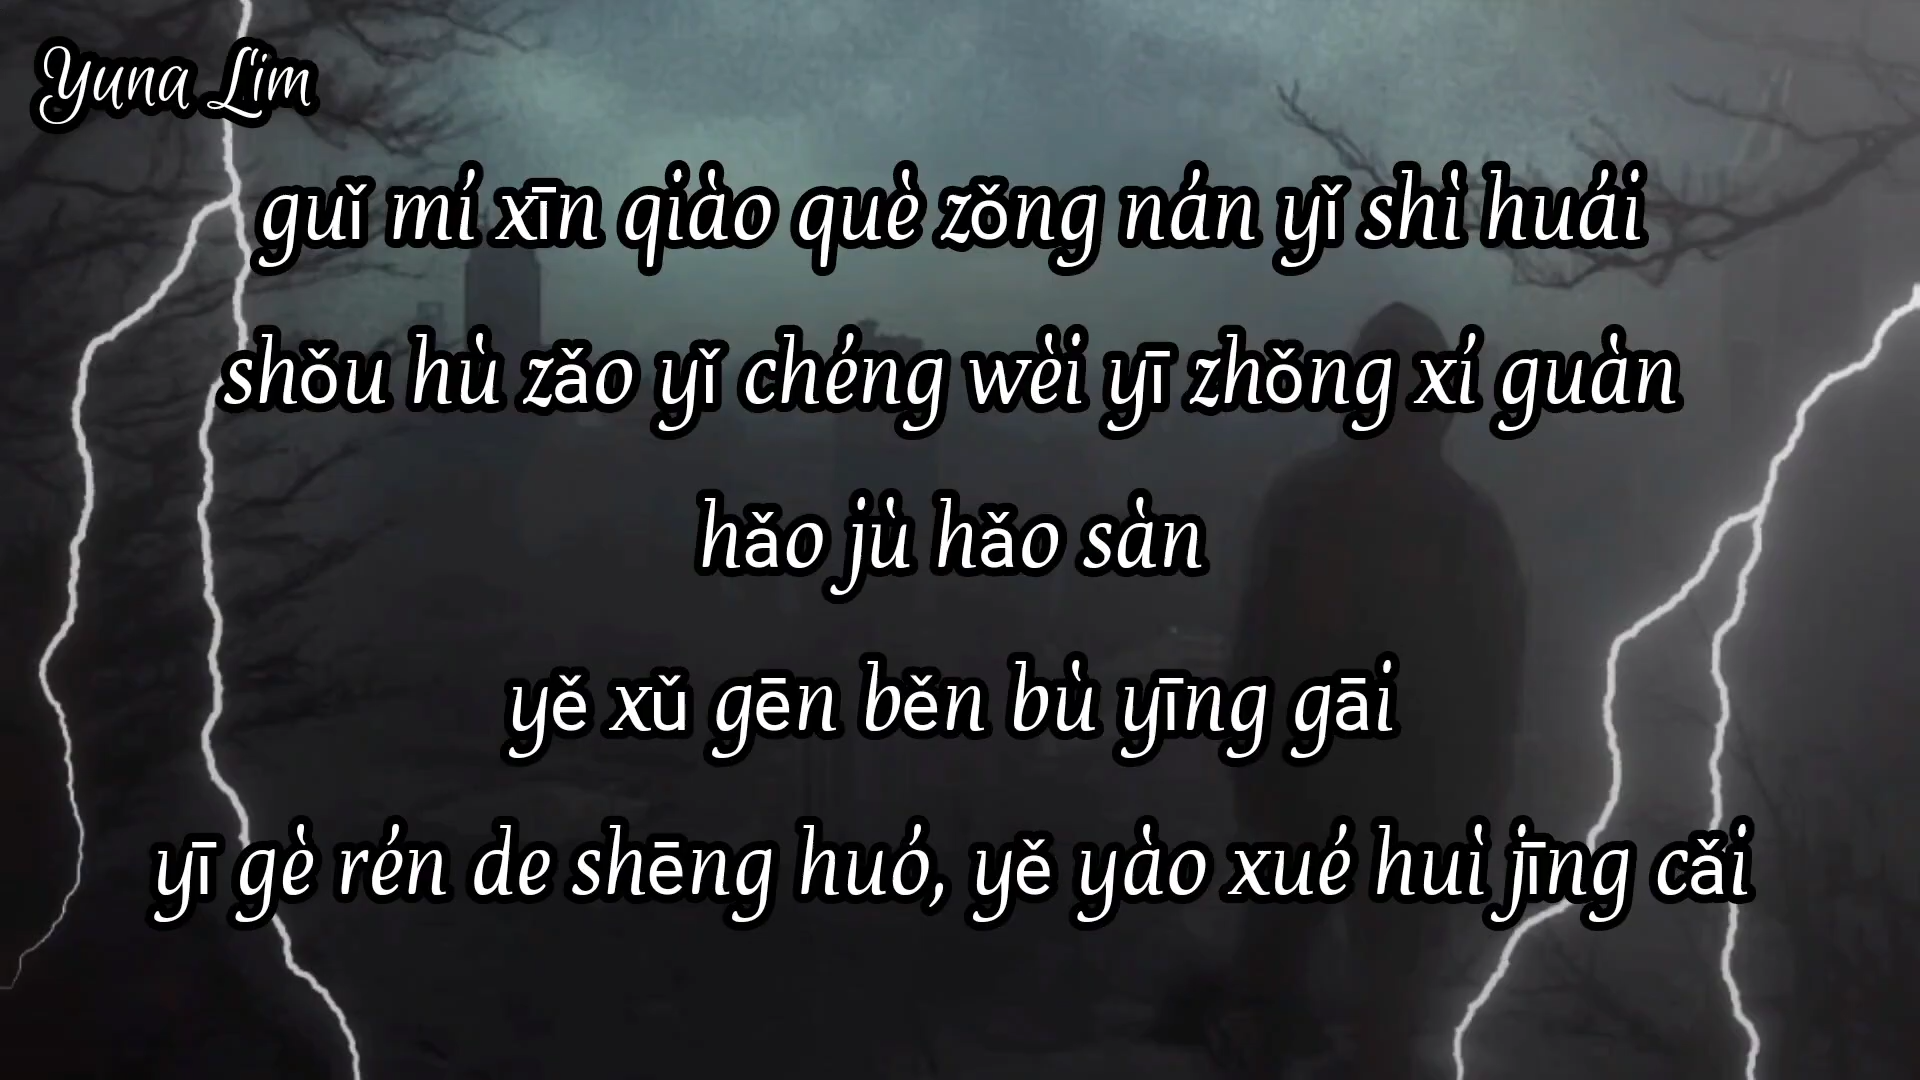 Yuna Lim
guǐ mí xīn qiào què zǒng nán yǐ shì huái
shǒu hù zǎo yǐ chéng wèi yī zhǒng xí guàn
hǎo jù hǎo sàn
yě xǔ gēn běn bù yīng gāi
yī gè rén de shēng huó, yě yào xué huì jīng cǎi